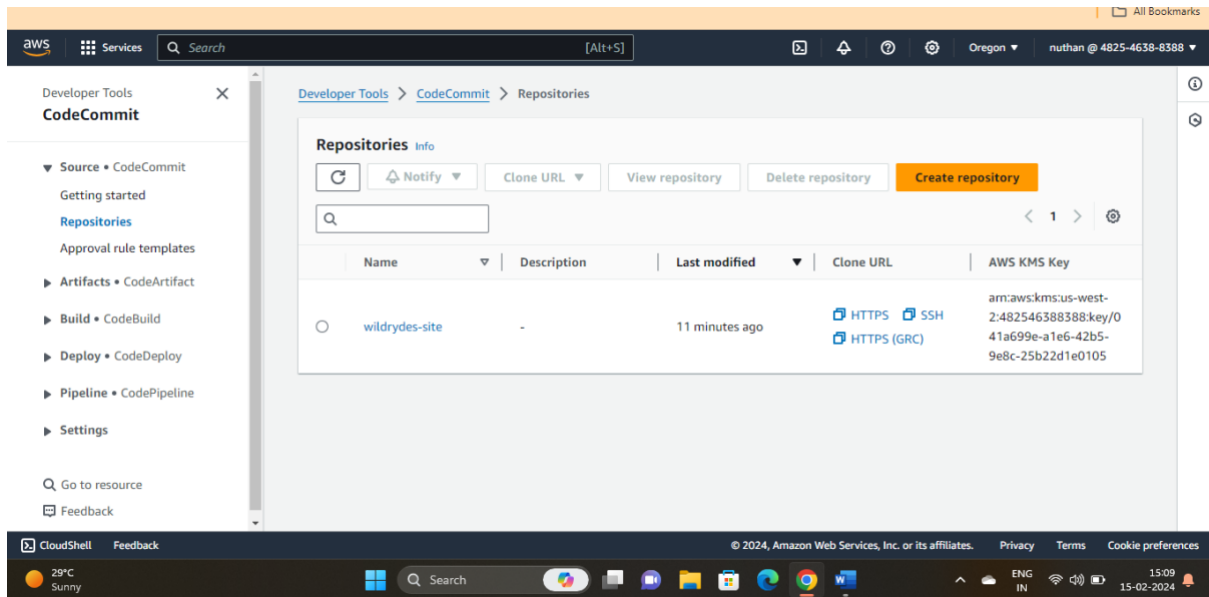 All Bookmarks
aws Services Search [Alt+S] Oregon nuthan @ 4825-4638-8388
Developer Tools
CodeCommit
Source • CodeCommit
Getting started
Repositories
Approval rule templates
Artifacts • CodeArtifact
Build • CodeBuild
Deploy • CodeDeploy
Pipeline • CodePipeline
Settings
Go to resource
Feedback
Developer Tools > CodeCommit > Repositories
Repositories Info
Notify Clone URL View repository Delete repository Create repository
< 1 >
Name Description Last modified Clone URL AWS KMS Key
wildrydes-site - 11 minutes ago
HTTPS SSH
HTTPS (GRC)
arn:aws:kms:us-west-
2:482546388388:key/0
41a699e-a1e6-42b5-
9e8c-25b22d1e0105
CloudShell Feedback © 2024, Amazon Web Services, Inc. or its affiliates. Privacy Terms Cookie preferences
29°C
Sunny
Search
ENG
IN
15:09
15-02-2024